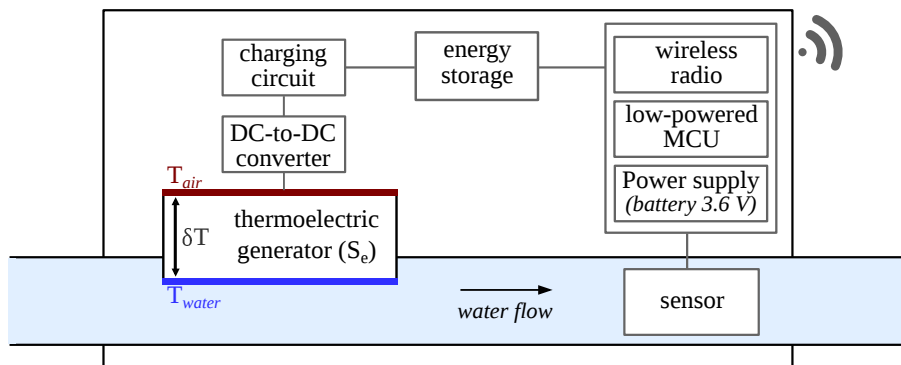 charging
circuit
energy
storage
wireless
radio
low-powered
MCU
Power supply
(battery 3.6 V)
DC-to-DC
converter
T_air
δT
thermoelectric
generator (S_e)
T_water
water flow
sensor